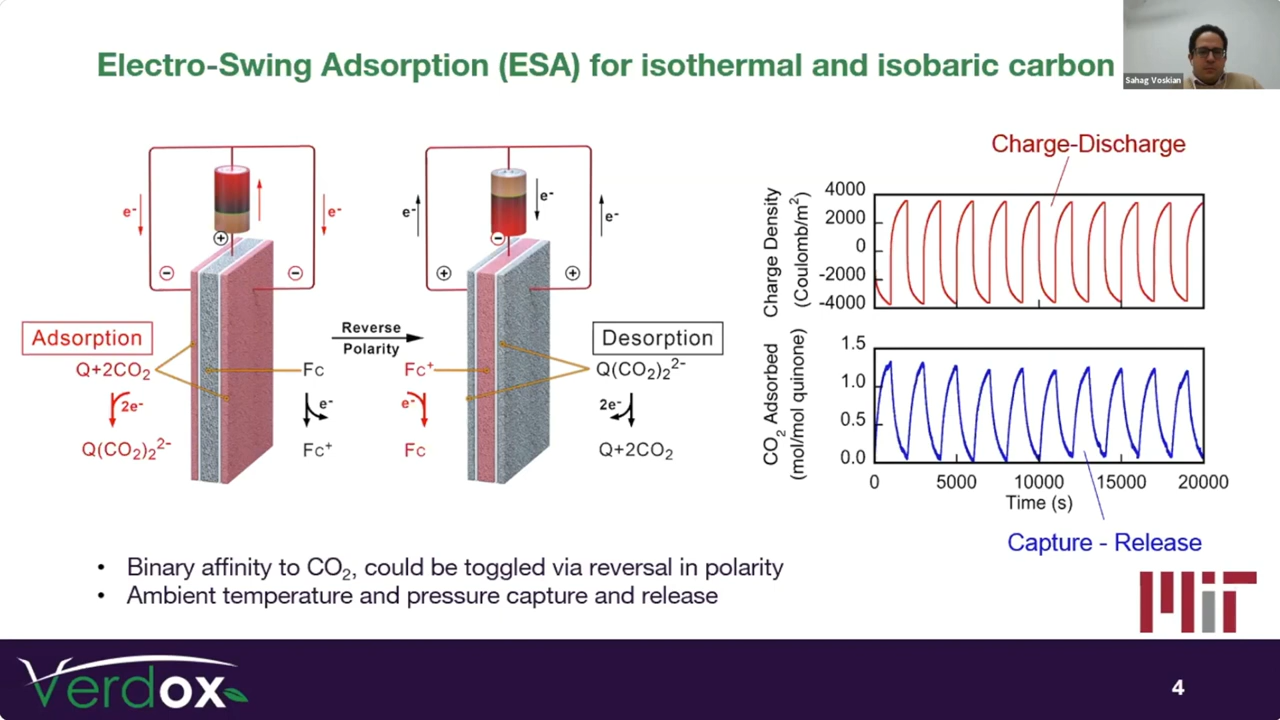 Electro-Swing Adsorption (ESA) for isothermal and isobaric carbon
Sahag Voskian
e-
e-
+
-
-
Adsorption
Q+2CO₂
2e-
Q(CO₂)₂²⁻
Fc
e-
Fc⁺
Reverse
Polarity
e-
e-
e-
-
+
+
Fc⁺
e-
Fc
Desorption
Q(CO₂)₂²⁻
2e-
Q+2CO₂
Charge-Discharge
Charge Density
(Coulomb/m²)
4000
2000
0
-2000
-4000
CO₂ Adsorbed
(mol/mol quinone)
1.5
1.0
0.5
0.0
0 5000 10000 15000 20000
Time (s)
Capture - Release
• Binary affinity to CO₂, could be toggled via reversal in polarity
• Ambient temperature and pressure capture and release
MIT
Verdox
4